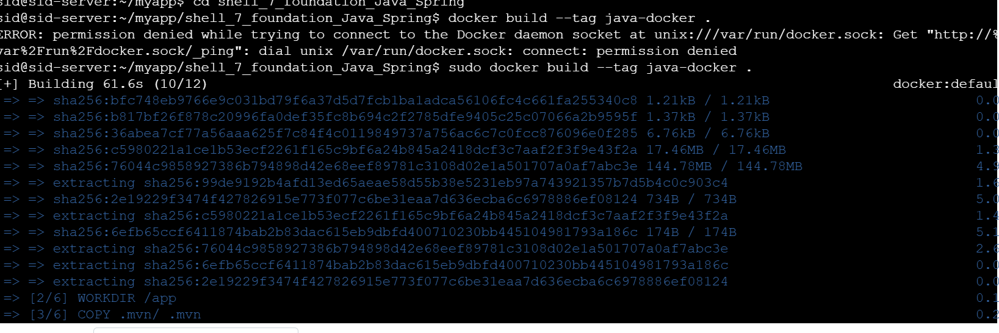 sid@sid-server:~/myapp$ cd shell_7_foundation_Java_Spring
sid@sid-server:~/myapp/shell_7_foundation_Java_Spring$ docker build --tag java-docker .
ERROR: permission denied while trying to connect to the Docker daemon socket at unix:///var/run/docker.sock: Get "http://%
var%2Frun%2Fdocker.sock/_ping": dial unix /var/run/docker.sock: connect: permission denied
sid@sid-server:~/myapp/shell_7_foundation_Java_Spring$ sudo docker build --tag java-docker .
[+] Building 61.6s (10/12) docker:defaul
=> => sha256:bfc748eb9766e9c031bd79f6a37d5d7fcb1ba1adca56106fc4c661fa255340c8 1.21kB / 1.21kB 0.0
=> => sha256:b817bf26f878c20996fa0def35fc8b694c2f2785dfe9405c25c07066a2b9595f 1.37kB / 1.37kB 0.0
=> => sha256:36abea7cf77a56aaa625f7c84f4c0119849737a756ac6c7c0fcc876096e0f285 6.76kB / 6.76kB 0.0
=> => sha256:c5980221a1ce1b53ecf2261f165c9bf6a24b845a2418dcf3c7aaf2f3f9e43f2a 17.46MB / 17.46MB 1.3
=> => sha256:76044c9858927386b794898d42e68eef89781c3108d02e1a501707a0af7abc3e 144.78MB / 144.78MB 4.9
=> => extracting sha256:99de9192b4afd13ed65aeae58d55b38e5231eb97a743921357b7d5b4c0c903c4 1.6
=> => sha256:2e19229f3474f427826915e773f077c6be31eaa7d636ecba6c6978886ef08124 734B / 734B 5.0
=> => extracting sha256:c5980221a1ce1b53ecf2261f165c9bf6a24b845a2418dcf3c7aaf2f3f9e43f2a 1.4
=> => sha256:6efb65ccf6411874bab2b83dac615eb9dbfd400710230bb445104981793a186c 174B / 174B 5.1
=> => extracting sha256:76044c9858927386b794898d42e68eef89781c3108d02e1a501707a0af7abc3e 2.6
=> => extracting sha256:6efb65ccf6411874bab2b83dac615eb9dbfd400710230bb445104981793a186c 0.0
=> => extracting sha256:2e19229f3474f427826915e773f077c6be31eaa7d636ecba6c6978886ef08124 0.0
=> [2/6] WORKDIR /app 0.1
=> [3/6] COPY .mvn/ .mvn 0.2